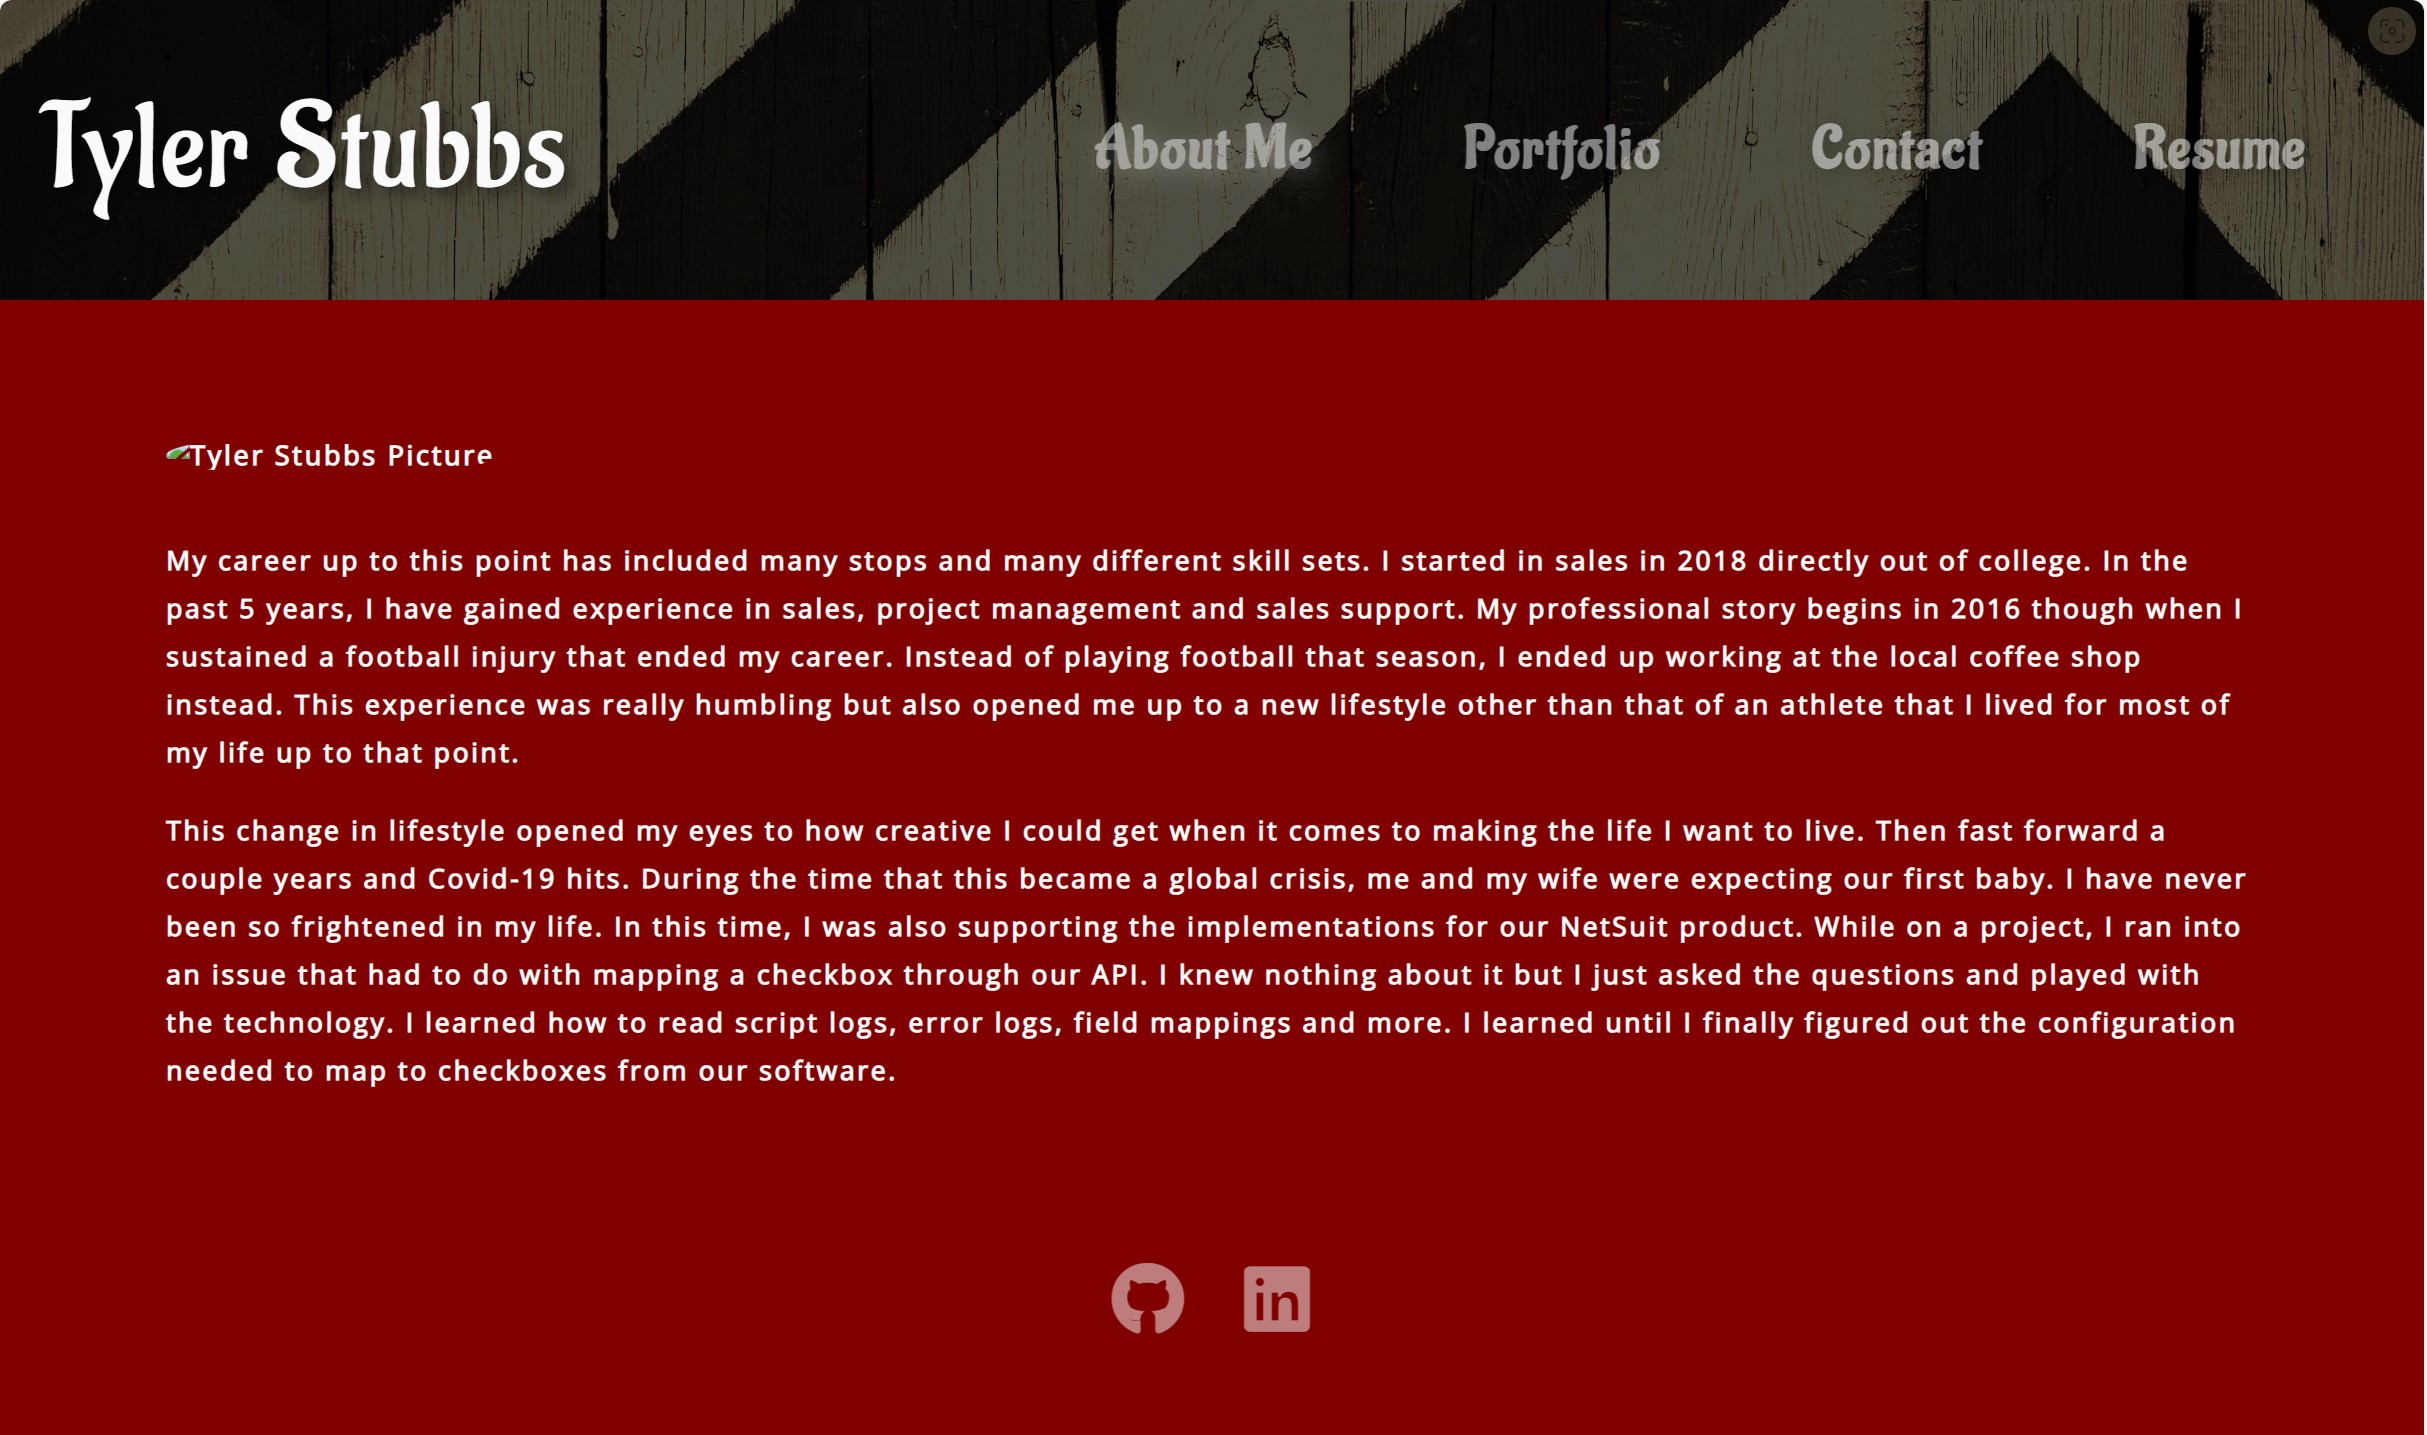 Tyler Stubbs
About Me
Portfolio
Contact
Resume
Tyler Stubbs Picture
My career up to this point has included many stops and many different skill sets. I started in sales in 2018 directly out of college. In the
past 5 years, I have gained experience in sales, project management and sales support. My professional story begins in 2016 though when I
sustained a football injury that ended my career. Instead of playing football that season, I ended up working at the local coffee shop
instead. This experience was really humbling but also opened me up to a new lifestyle other than that of an athlete that I lived for most of
my life up to that point.
This change in lifestyle opened my eyes to how creative I could get when it comes to making the life I want to live. Then fast forward a
couple years and Covid-19 hits. During the time that this became a global crisis, me and my wife were expecting our first baby. I have never
been so frightened in my life. In this time, I was also supporting the implementations for our NetSuit product. While on a project, I ran into
an issue that had to do with mapping a checkbox through our API. I knew nothing about it but I just asked the questions and played with
the technology. I learned how to read script logs, error logs, field mappings and more. I learned until I finally figured out the configuration
needed to map to checkboxes from our software.
in